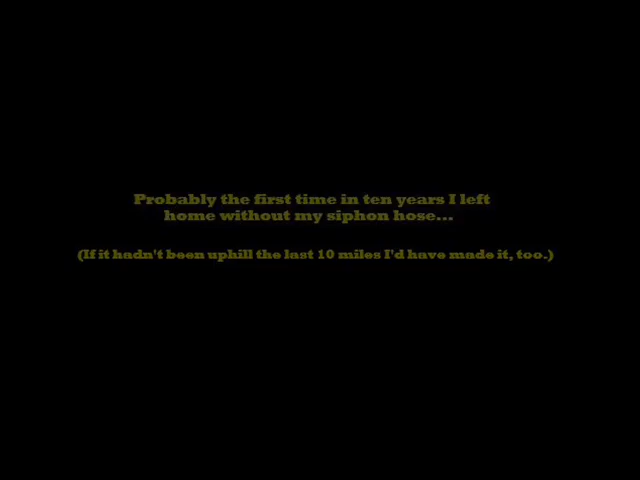 Probably the first time in ten years I left
home without my siphon hose...
(If it hadn't been uphill the last 10 miles I'd have made it, too.)